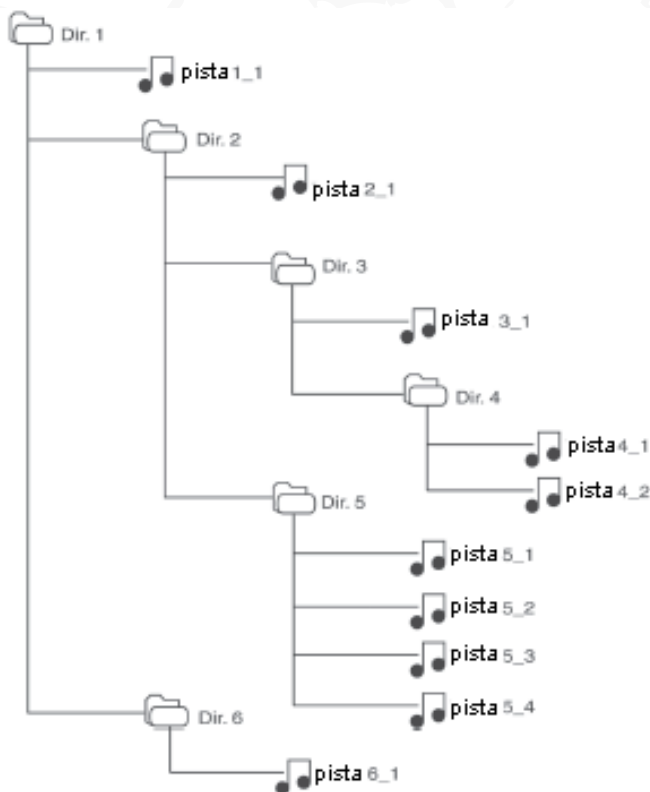 Dir. 1
pista 1_1
Dir. 2
pista 2_1
Dir. 3
pista 3_1
Dir. 4
pista 4_1
pista 4_2
Dir. 5
pista 5_1
pista 5_2
pista 5_3
pista 5_4
Dir. 6
pista 6_1